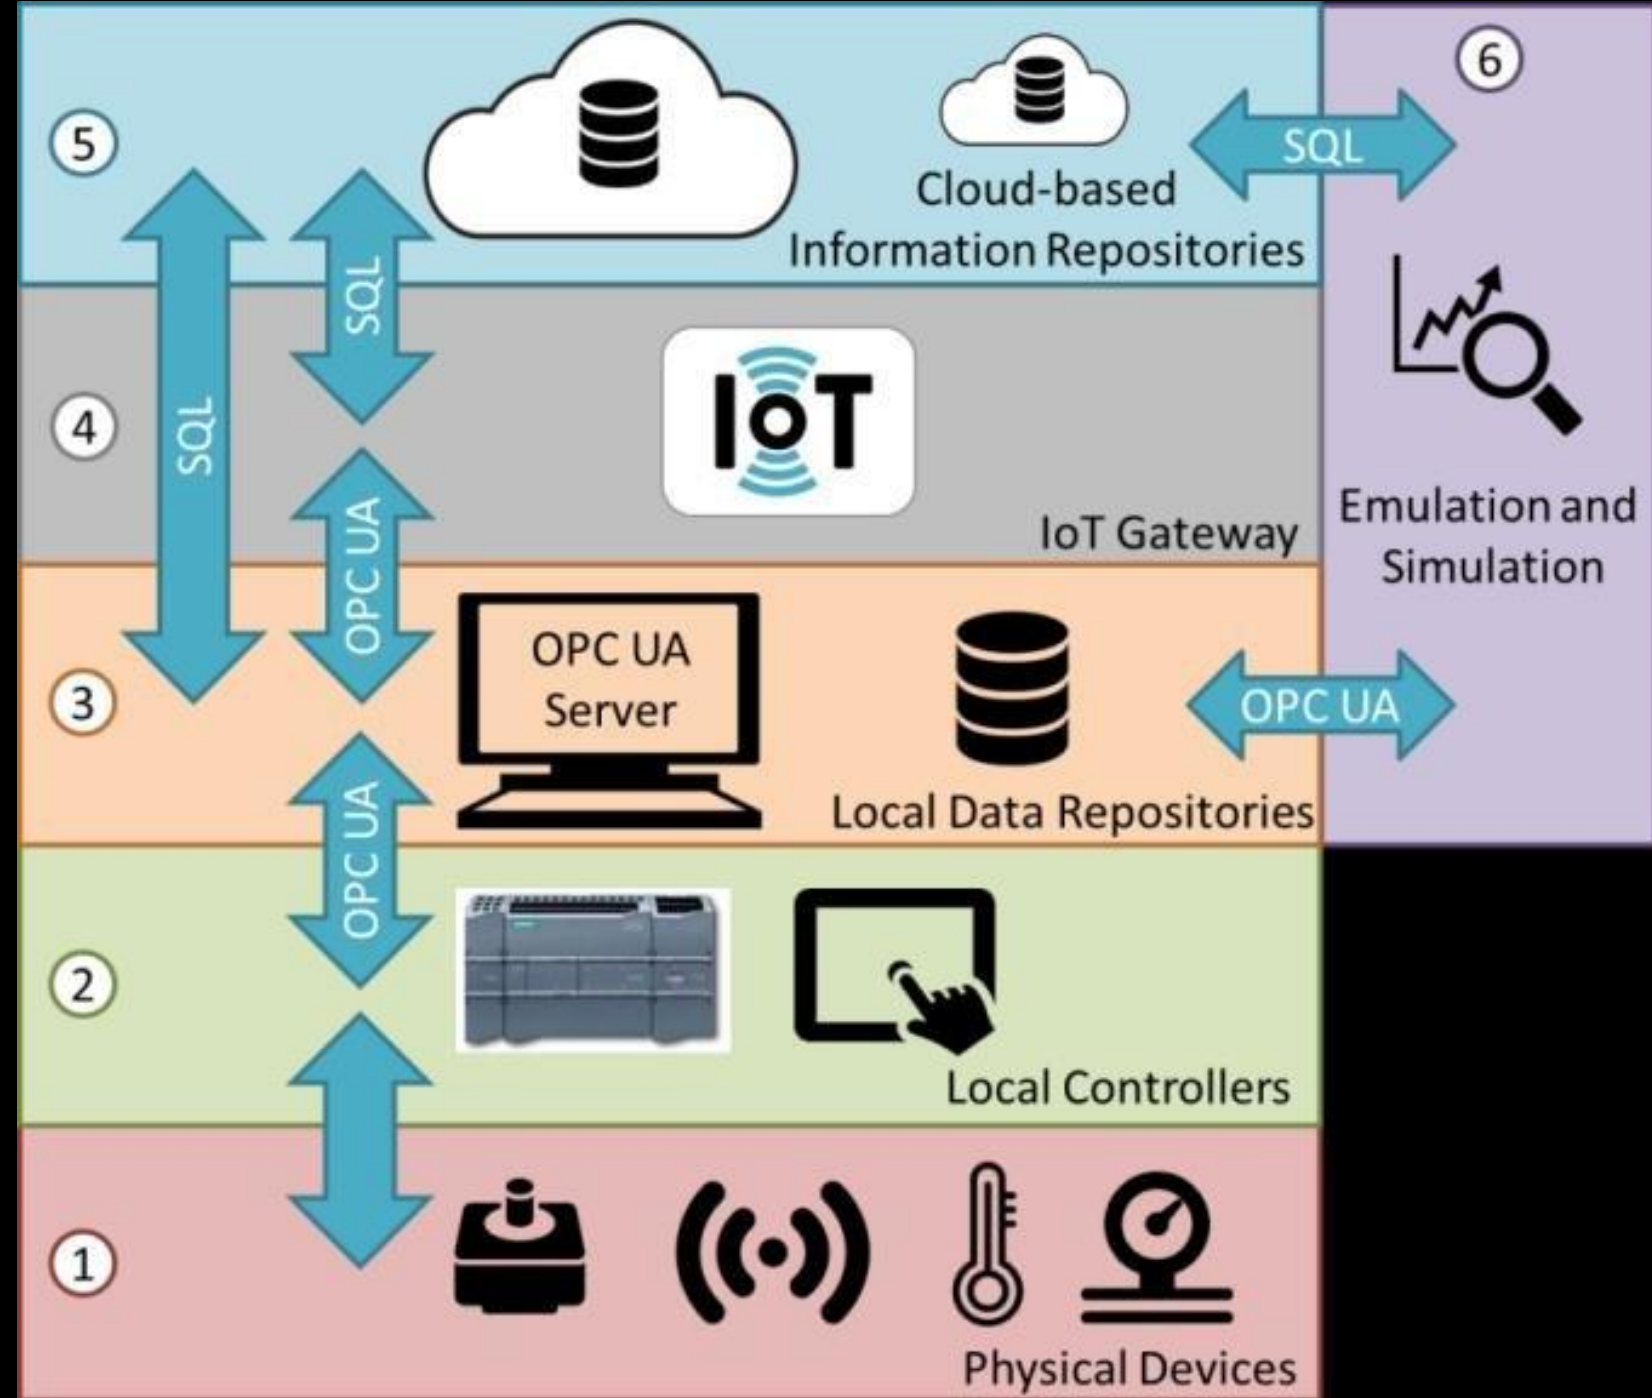 5
SQL
SQL
Cloud-based
Information Repositories
SQL
6
4
OPC UA
IoT
IoT Gateway
Emulation and
Simulation
3
OPC UA
Server
Local Data Repositories
OPC UA
OPC UA
2
Local Controllers
1
Physical Devices